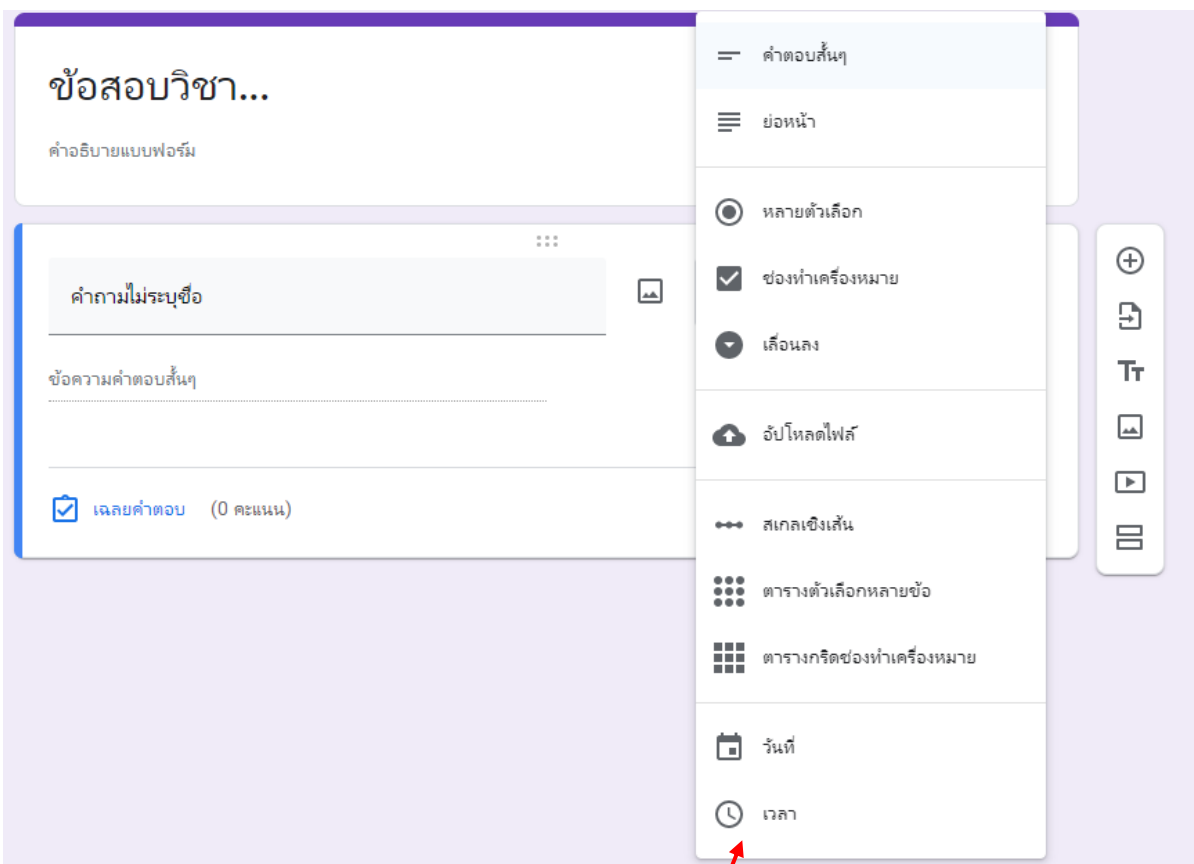 ข้อสอบวิชา...
คำอธิบายแบบฟอร์ม
คำถามไม่ระบุชื่อ
ข้อความคำตอบสั้นๆ
เฉลยคำตอบ (0 คะแนน)
คำตอบสั้นๆ
ย่อหน้า
หลายตัวเลือก
ช่องทำเครื่องหมาย
เลื่อนลง
อัปโหลดไฟล์
สเกลเชิงเส้น
ตารางตัวเลือกหลายข้อ
ตารางกริดช่องทำเครื่องหมาย
วันที่
เวลา
Tт